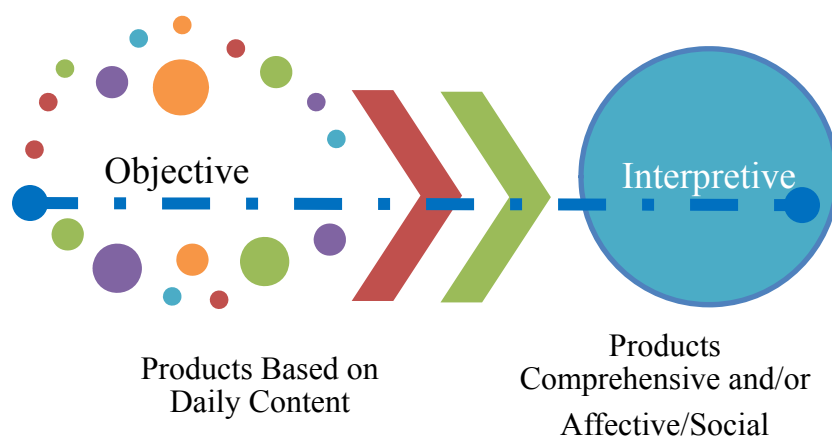 Objective
Interpretive
Products Based on
Daily Content
Products
Comprehensive and/or
Affective/Social